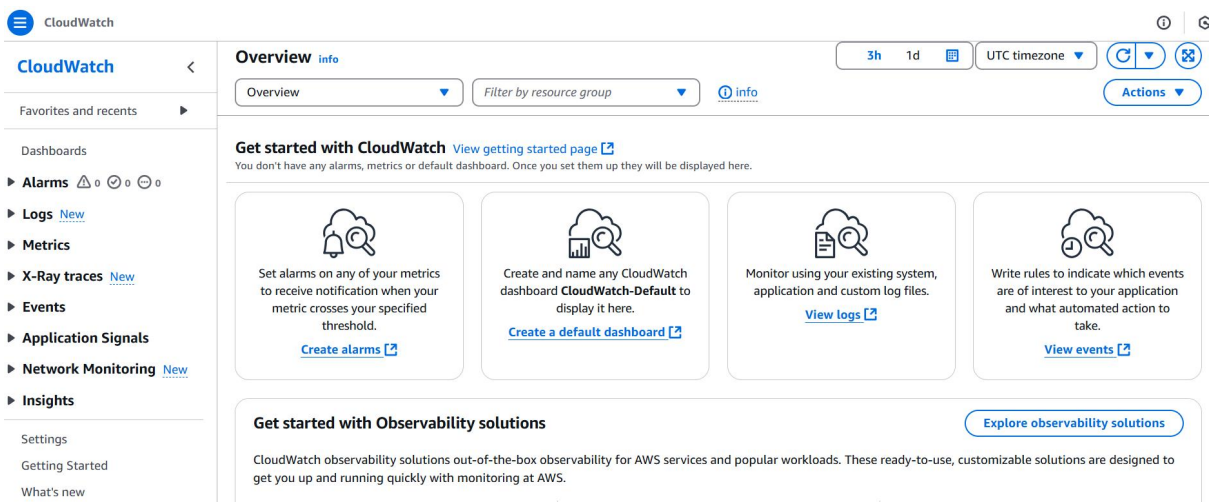 CloudWatch
CloudWatch
Favorites and recents
Dashboards
Alarms 0 0 0
Logs New
Metrics
X-Ray traces New
Events
Application Signals
Network Monitoring New
Insights
Settings
Getting Started
What's new
Overview info
3h 1d UTC timezone
Overview Filter by resource group info
Actions
Get started with CloudWatch View getting started page
You don't have any alarms, metrics or default dashboard. Once you set them up they will be displayed here.
Set alarms on any of your metrics
to receive notification when your
metric crosses your specified
threshold.
Create alarms
Create and name any CloudWatch
dashboard CloudWatch-Default to
display it here.
Create a default dashboard
Monitor using your existing system,
application and custom log files.
View logs
Write rules to indicate which events
are of interest to your application
and what automated action to
take.
View events
Get started with Observability solutions
Explore observability solutions
CloudWatch observability solutions out-of-the-box observability for AWS services and popular workloads. These ready-to-use, customizable solutions are designed to
get you up and running quickly with monitoring at AWS.